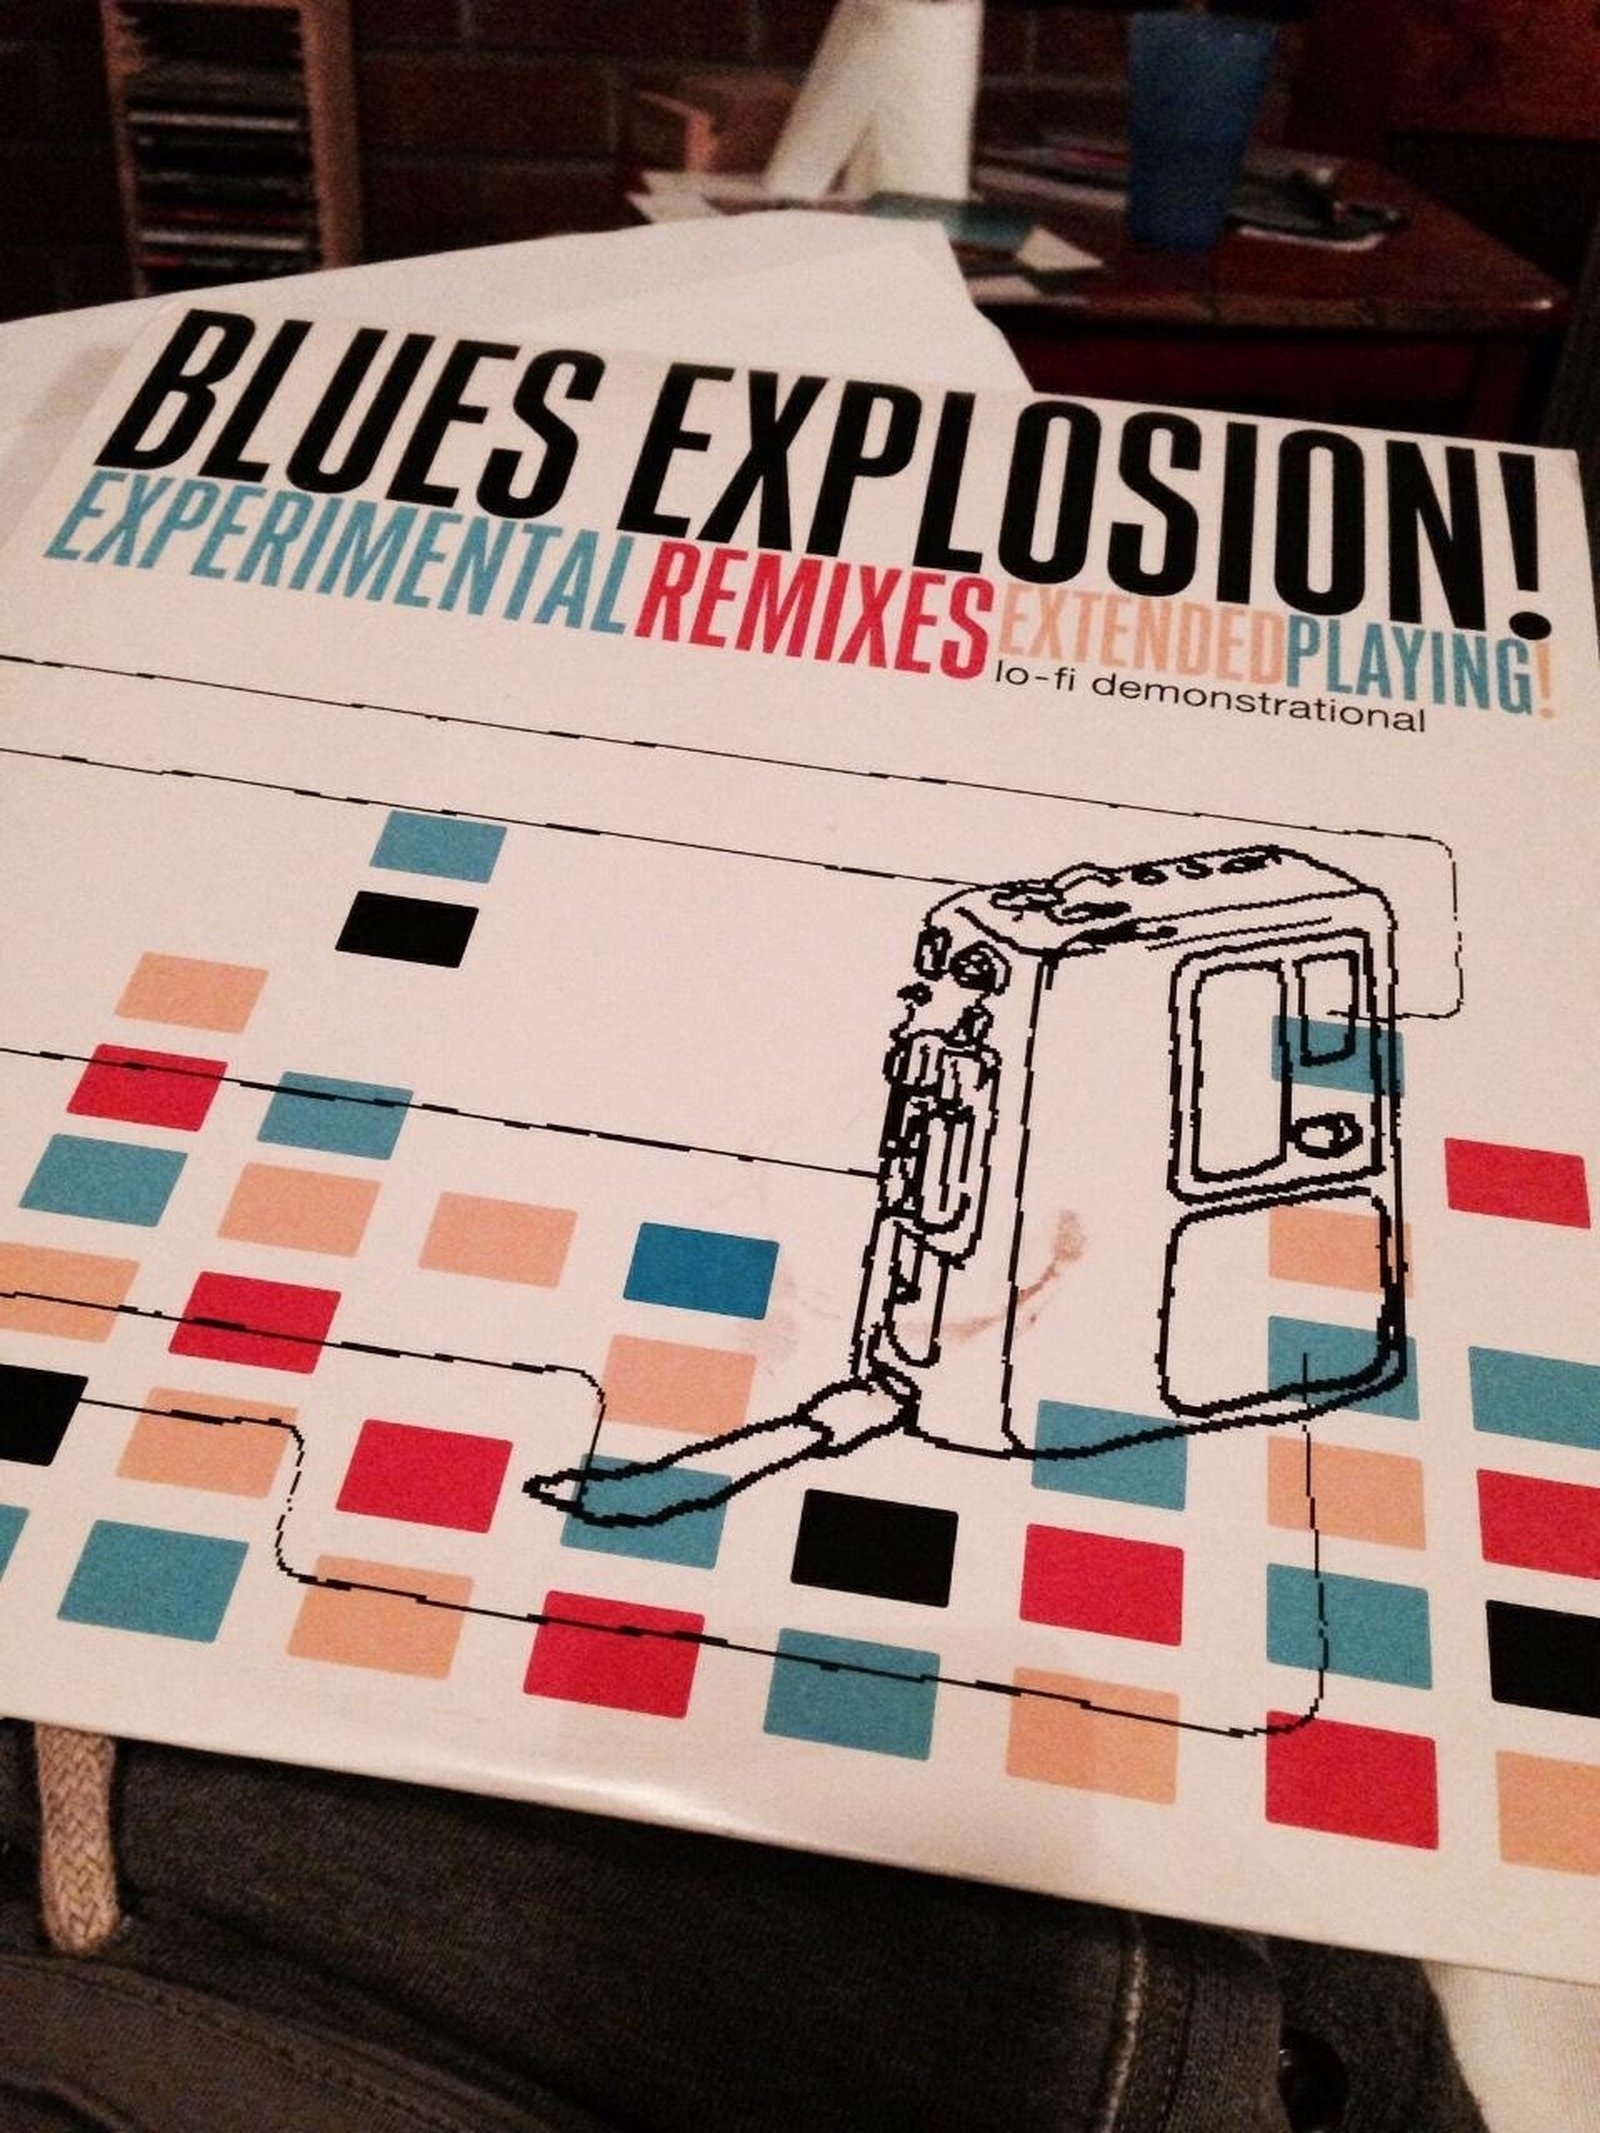 BLUES EXPLOSION!
EXPERIMENTALREMIXESEXTENDEDPLAYING!
lo-fi demonstrational